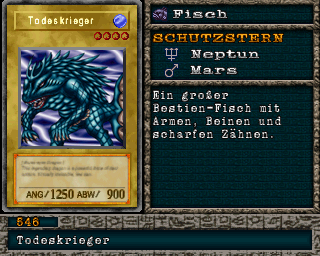 Todeskrieger
ANG/ 1250 ABW/ 900
Fisch
SCHUTZSTERN
Neptun
Mars
Ein großer
Bestien-Fisch mit
Armen, Beinen und
scharfen Zähnen.
546
Todeskrieger